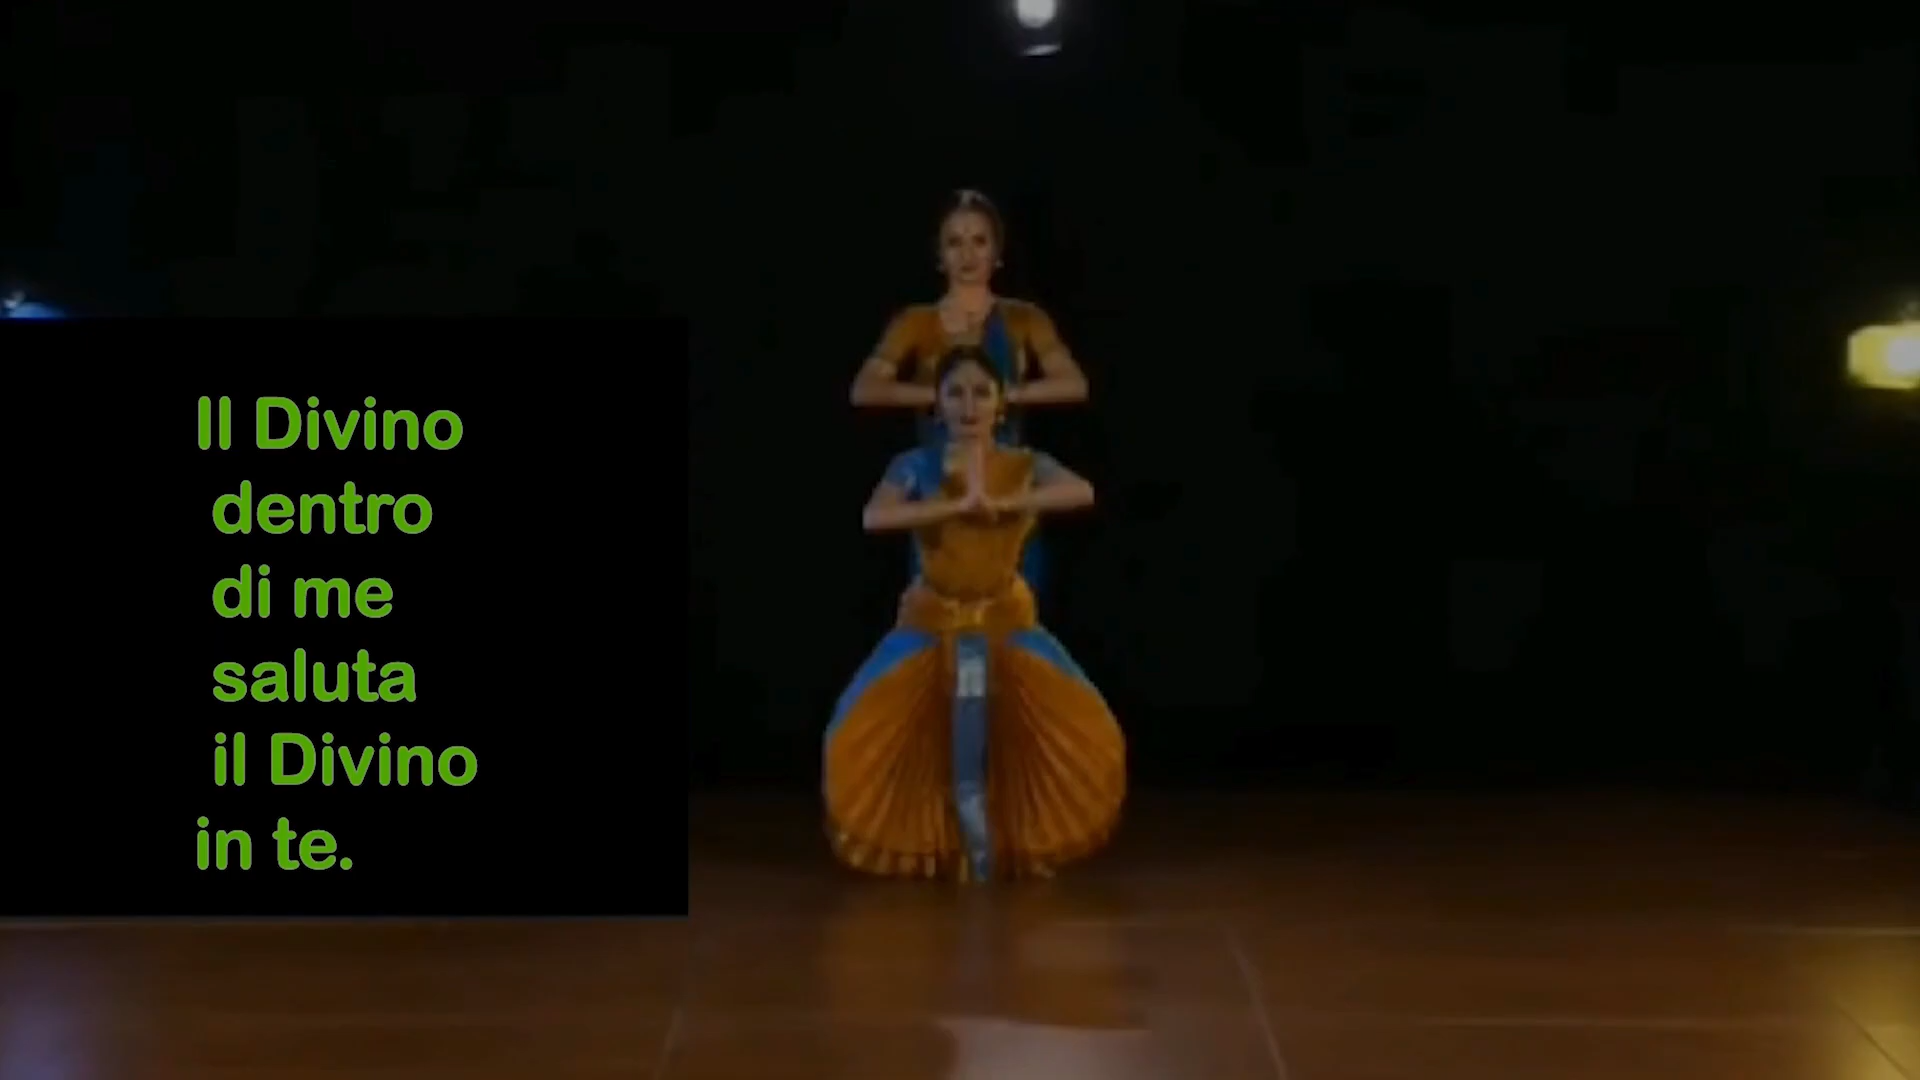 Il Divino
dentro
di me
saluta
il Divino
in te.